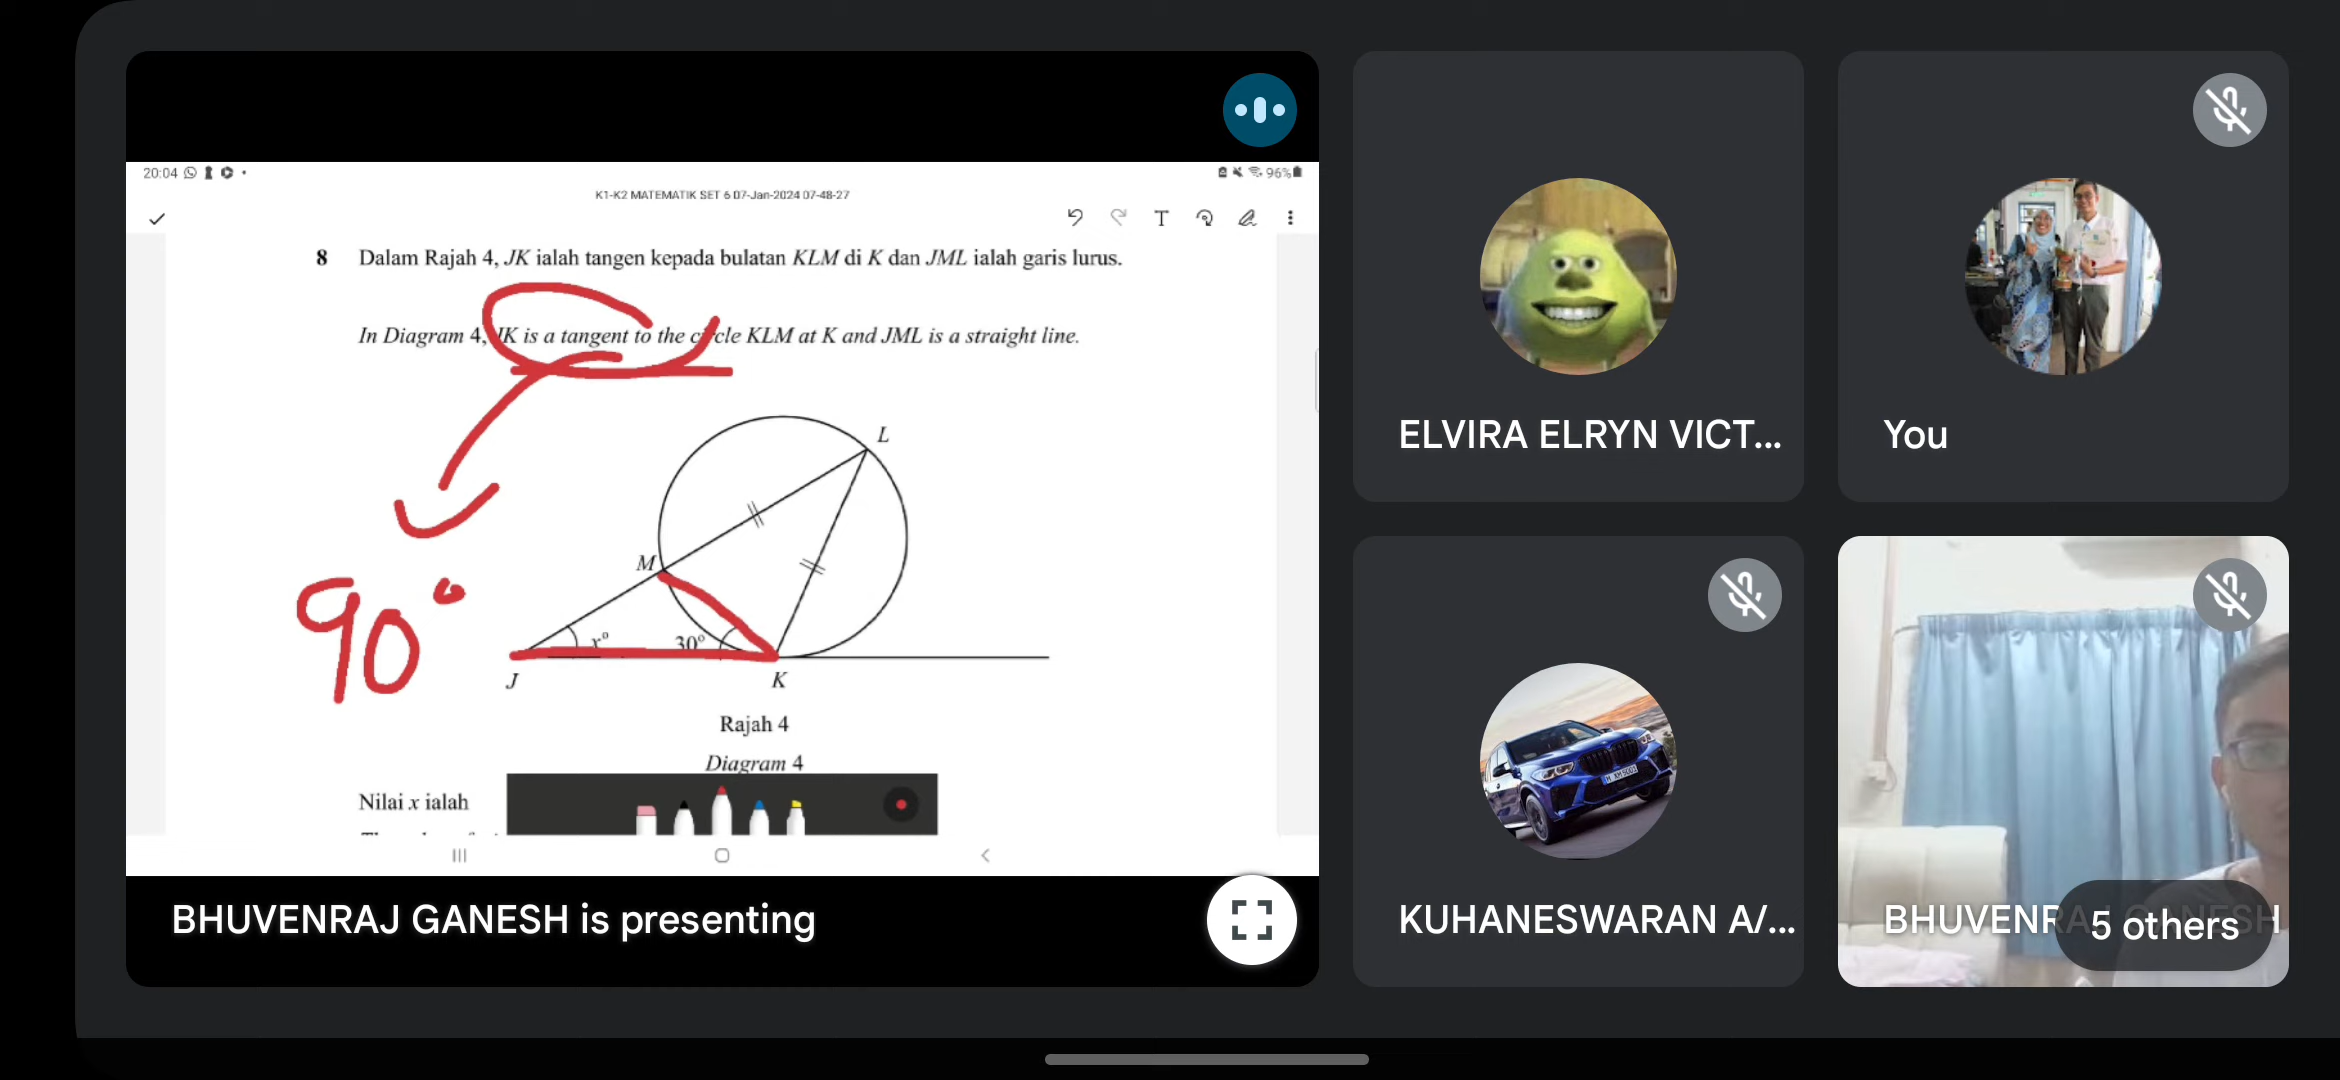 20:04
96%
K1-K2 MATEMATIK SET 6 07-Jan-2024 07-48-27
T
8 Dalam Rajah 4, JK ialah tangen kepada bulatan KLM di K dan JML ialah garis lurus.
In Diagram 4, JK is a tangent to the circle KLM at K and JML is a straight line.
L
M
90°
x° 30°
J K
Rajah 4
Diagram 4
Nilai x ialah
BHUVENRAJ GANESH is presenting
ELVIRA ELRYN VICT...
You
KUHANESWARAN A/...
BHUVENRAJ GANESH
5 others